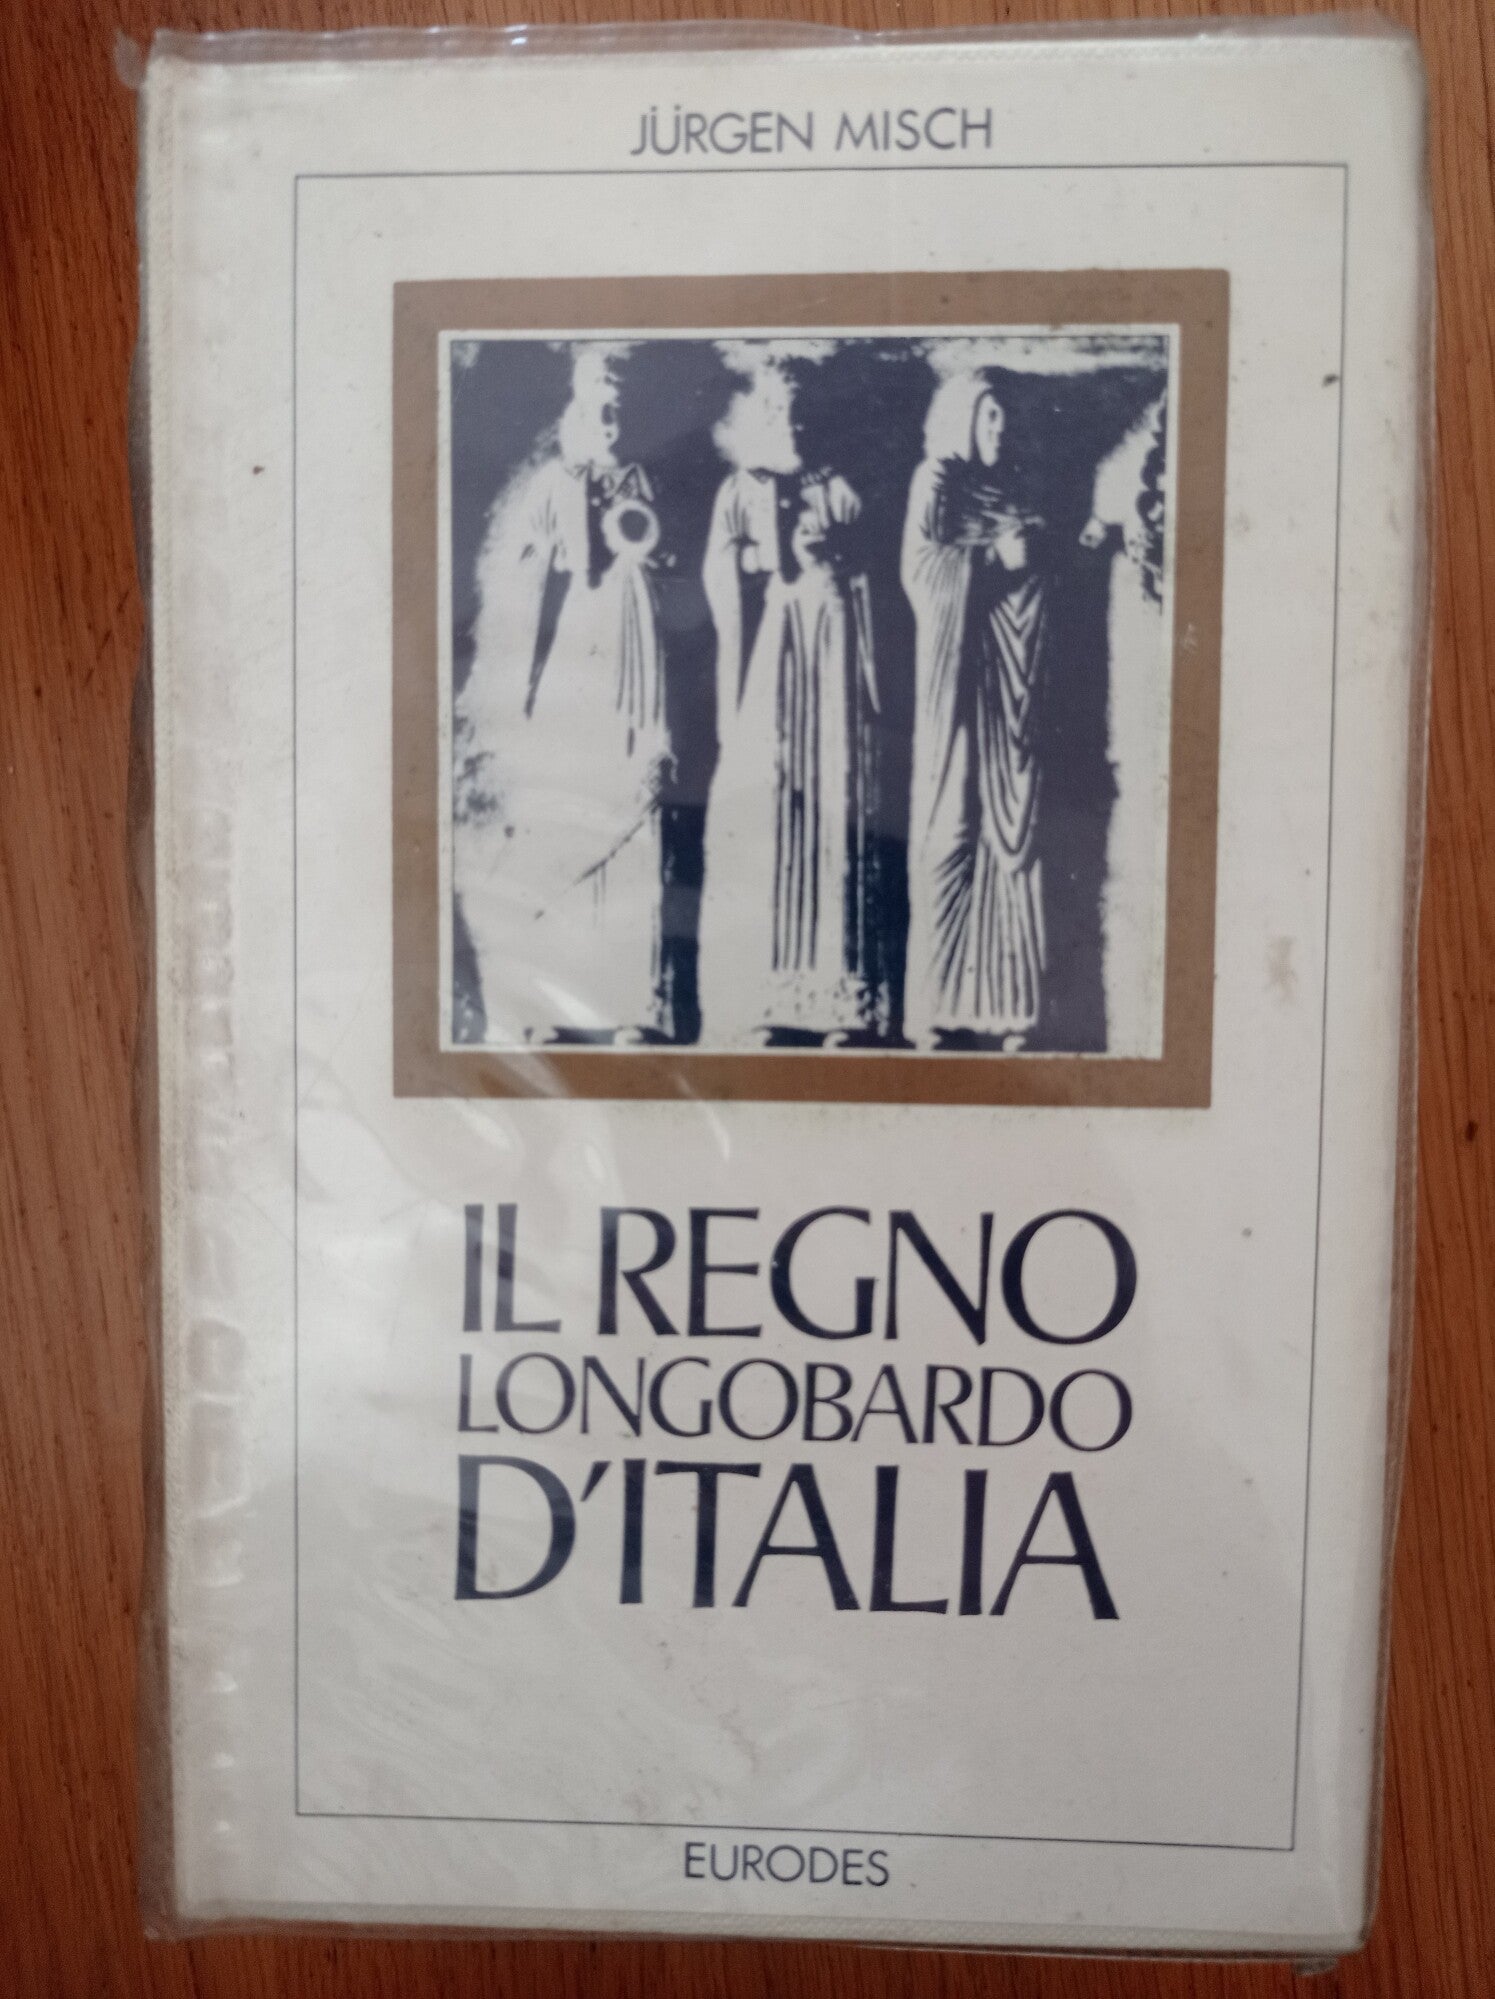 JÜRGEN MISCH
IL REGNO
LONGOBARDO
D'ITALIA
EURODES